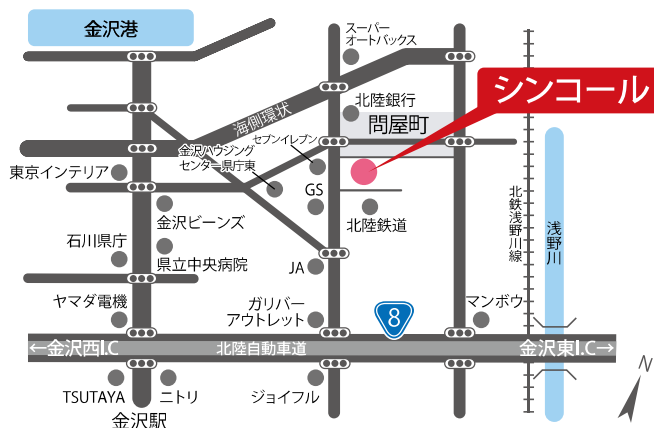 金沢港
スーパー
オートバックス
シンコール
北陸銀行
問屋町
海側環状
セブンイレブン
金沢ハウジング
センター県庁東
東京インテリア
GS
金沢ビーンズ
北陸鉄道
北鉄浅野川線
浅野川
石川県庁
県立中央病院
JA
ヤマダ電機
ガリバー
アウトレット
8
マンボウ
←金沢西I.C
北陸自動車道
金沢東I.C→
TSUTAYA
ニトリ
ジョイフル
金沢駅
N